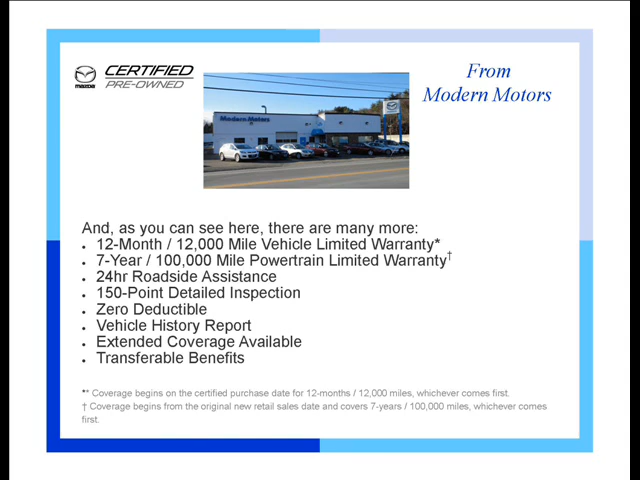 mazda
CERTIFIED
PRE-OWNED
From
Modern Motors
Modern Motors
And, as you can see here, there are many more:
• 12-Month / 12,000 Mile Vehicle Limited Warranty*
• 7-Year / 100,000 Mile Powertrain Limited Warranty†
• 24hr Roadside Assistance
• 150-Point Detailed Inspection
• Zero Deductible
• Vehicle History Report
• Extended Coverage Available
• Transferable Benefits
** Coverage begins on the certified purchase date for 12-months / 12,000 miles, whichever comes first.
† Coverage begins from the original new retail sales date and covers 7-years / 100,000 miles, whichever comes
first.